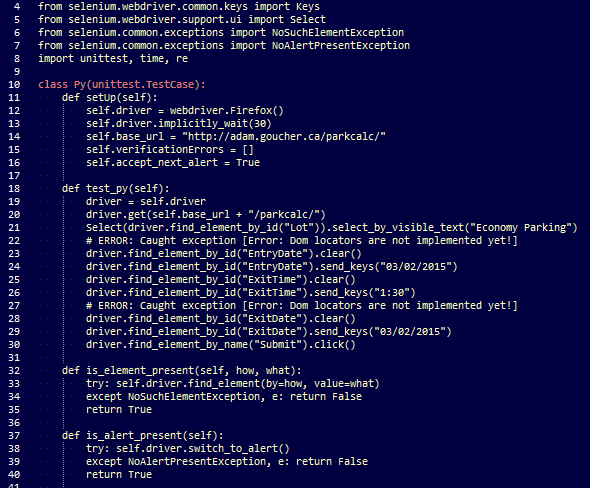 4 from selenium.webdriver.common.keys import Keys
5 from selenium.webdriver.support.ui import Select
6 from selenium.common.exceptions import NoSuchElementException
7 from selenium.common.exceptions import NoAlertPresentException
8 import unittest, time, re
9
10 class Py(unittest.TestCase):
11     def setUp(self):
12         self.driver = webdriver.Firefox()
13         self.driver.implicitly_wait(30)
14         self.base_url = "http://adam.goucher.ca/parkcalc/"
15         self.verificationErrors = []
16         self.accept_next_alert = True
17
18     def test_py(self):
19         driver = self.driver
20         driver.get(self.base_url + "/parkcalc/")
21         Select(driver.find_element_by_id("Lot")).select_by_visible_text("Economy Parking")
22         # ERROR: Caught exception [Error: Dom locators are not implemented yet!]
23         driver.find_element_by_id("EntryDate").clear()
24         driver.find_element_by_id("EntryDate").send_keys("03/02/2015")
25         driver.find_element_by_id("ExitTime").clear()
26         driver.find_element_by_id("ExitTime").send_keys("1:30")
27         # ERROR: Caught exception [Error: Dom locators are not implemented yet!]
28         driver.find_element_by_id("ExitDate").clear()
29         driver.find_element_by_id("ExitDate").send_keys("03/02/2015")
30         driver.find_element_by_name("Submit").click()
31
32     def is_element_present(self, how, what):
33         try: self.driver.find_element(by=how, value=what)
34         except NoSuchElementException, e: return False
35         return True
36
37     def is_alert_present(self):
38         try: self.driver.switch_to_alert()
39         except NoAlertPresentException, e: return False
40         return True
41